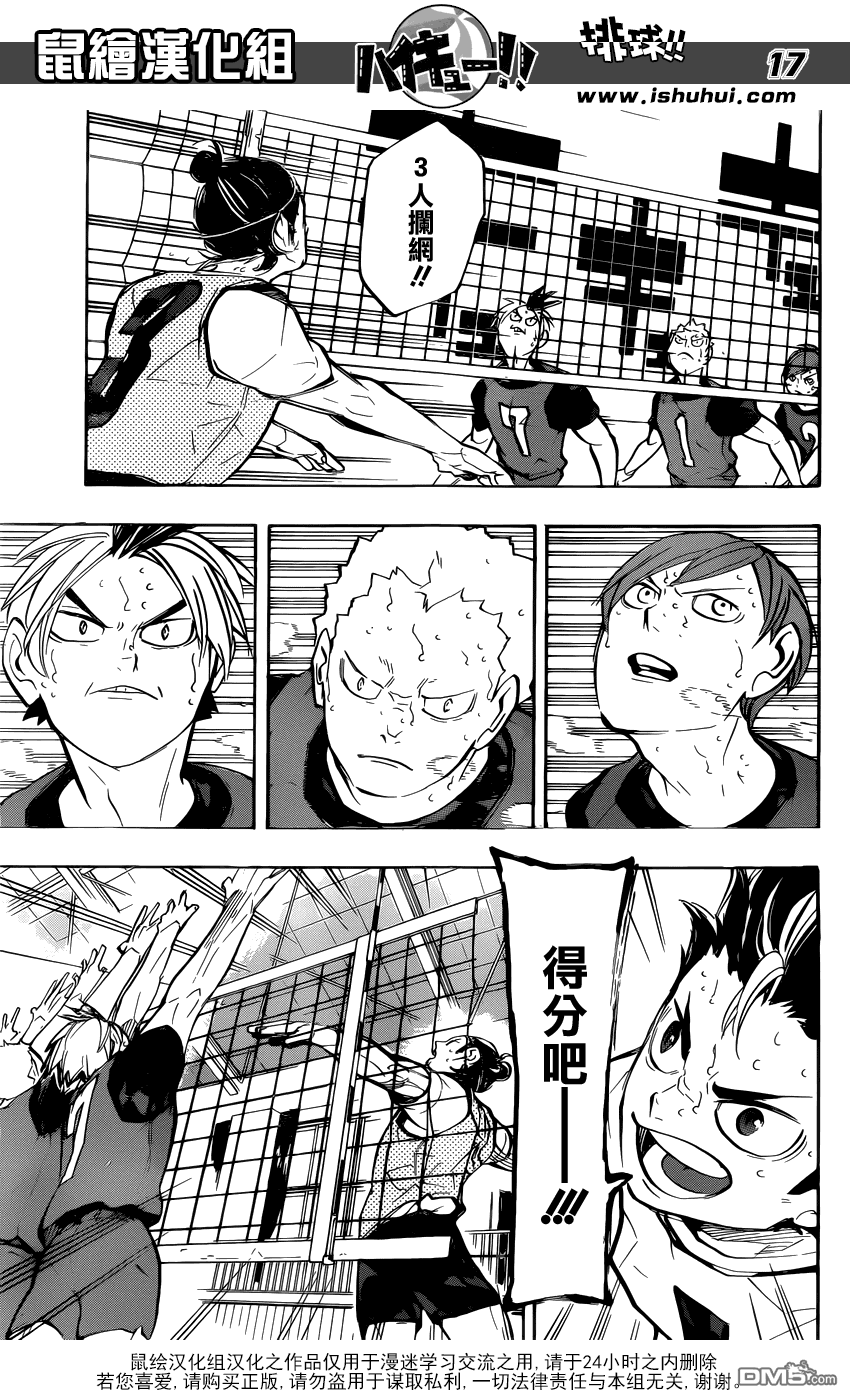 鼠繪漢化組
ハイキュー!!
排球!!
17
www.ishuhui.com
3人攔網!!
7
1
2
得分吧——!!!
鼠绘汉化组汉化之作品仅用于漫迷学习交流之用, 请于24小时之内删除
若您喜爱, 请购买正版, 请勿盗用于谋取私利, 一切法律责任与本组无关, 谢谢。
DM5.com